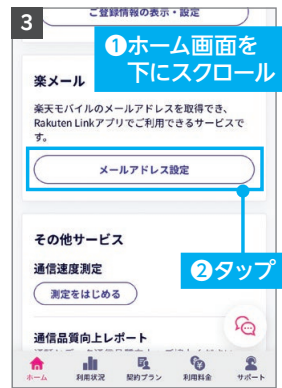 3
ご登録情報の表示・設定
❶ホーム画面を
下にスクロール
楽メール
楽天モバイルのメールアドレスを取得でき、
Rakuten Linkアプリでご利用できるサービスで
す。
メールアドレス設定
その他サービス
❷タップ
通信速度測定
測定をはじめる
通信品質向上レポート
ホーム
利用状況
契約プラン
利用料金
サポート